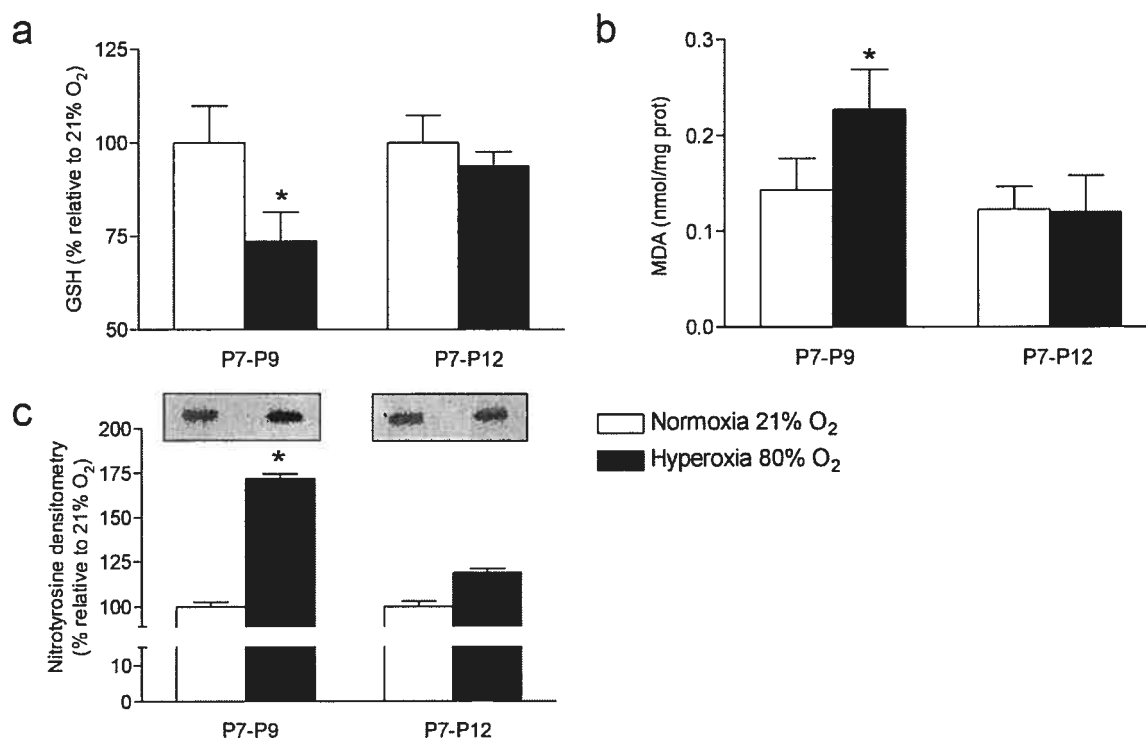 a
GSH (% relative to 21% O₂)
125
100
75
50
*
P7-P9
P7-P12
b
MDA (nmol/mg prot)
0.3
0.2
0.1
0.0
*
P7-P9
P7-P12
c
Nitrotyrosine densitometry
(% relative to 21% O₂)
200
175
150
125
100
10
0
*
P7-P9
P7-P12
Normoxia 21% O₂
Hyperoxia 80% O₂